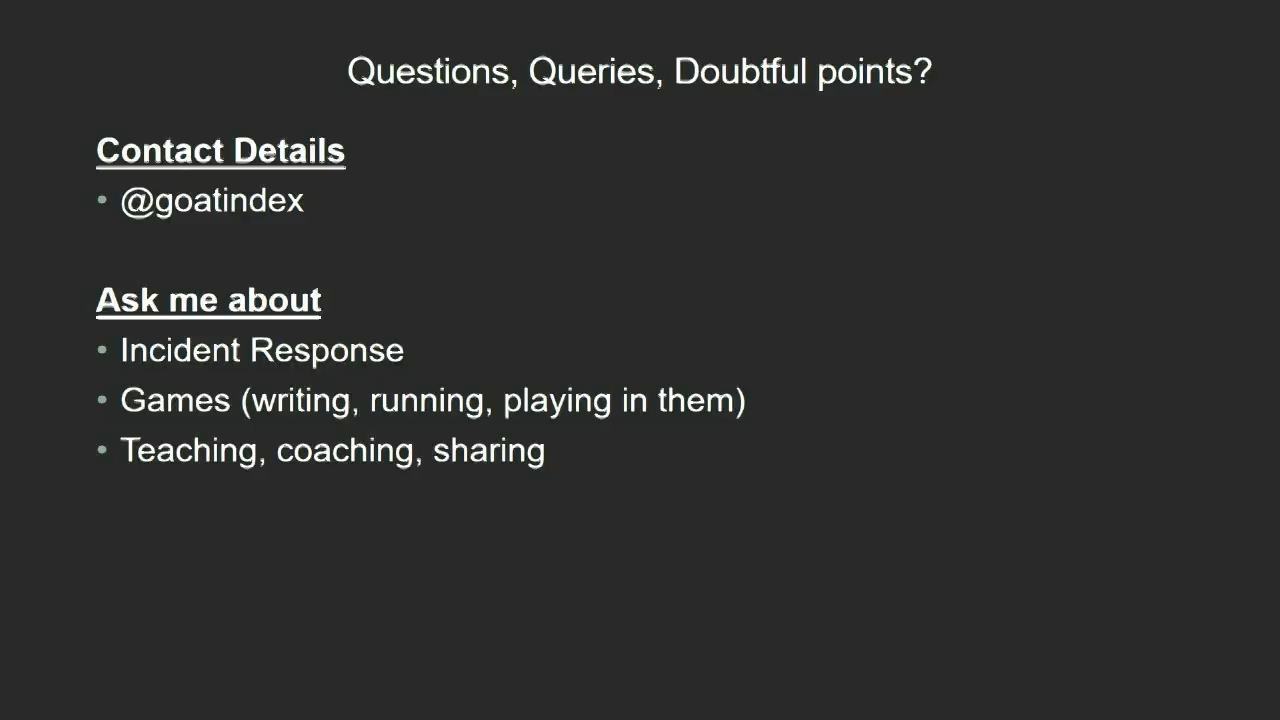 Questions, Queries, Doubtful points?
Contact Details
• @goatindex
Ask me about
• Incident Response
• Games (writing, running, playing in them)
• Teaching, coaching, sharing